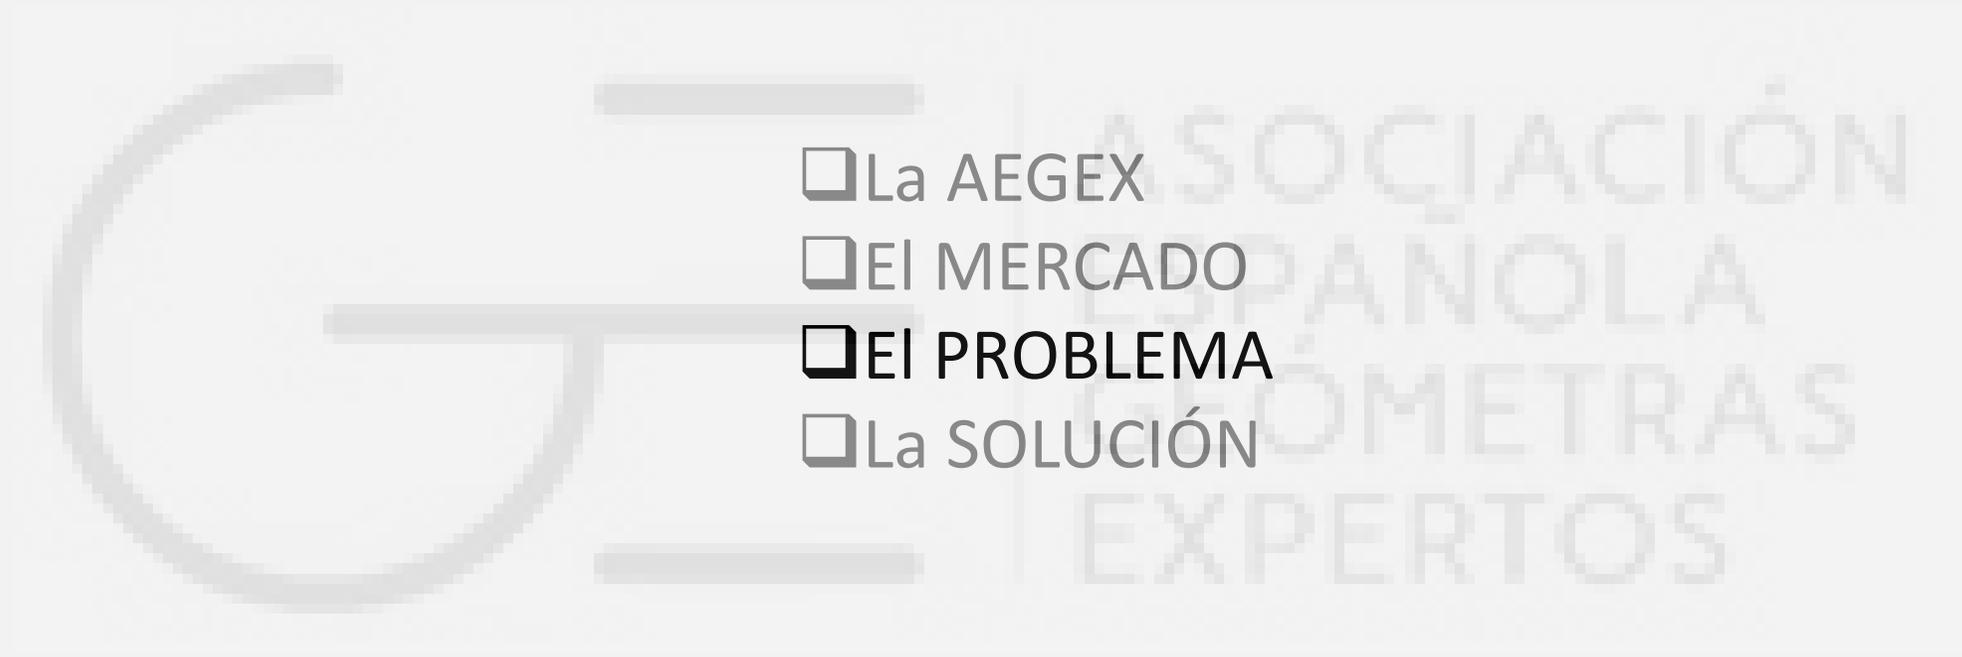 ❑La AEGEX
❑El MERCADO
❑El PROBLEMA
❑La SOLUCIÓN
ASOCIACIÓN
ESPAÑOLA
GEÓMETRAS
EXPERTOS